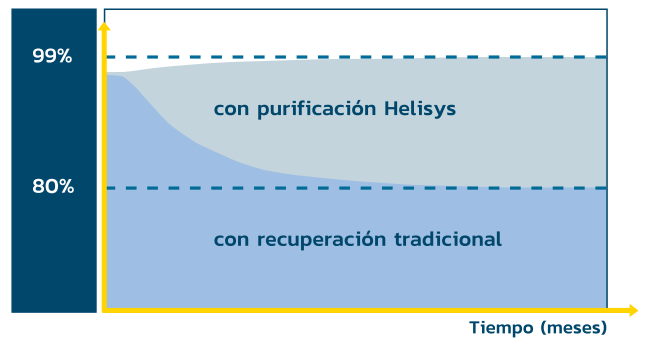 99%
con purificación Helisys
80%
con recuperación tradicional
Tiempo (meses)